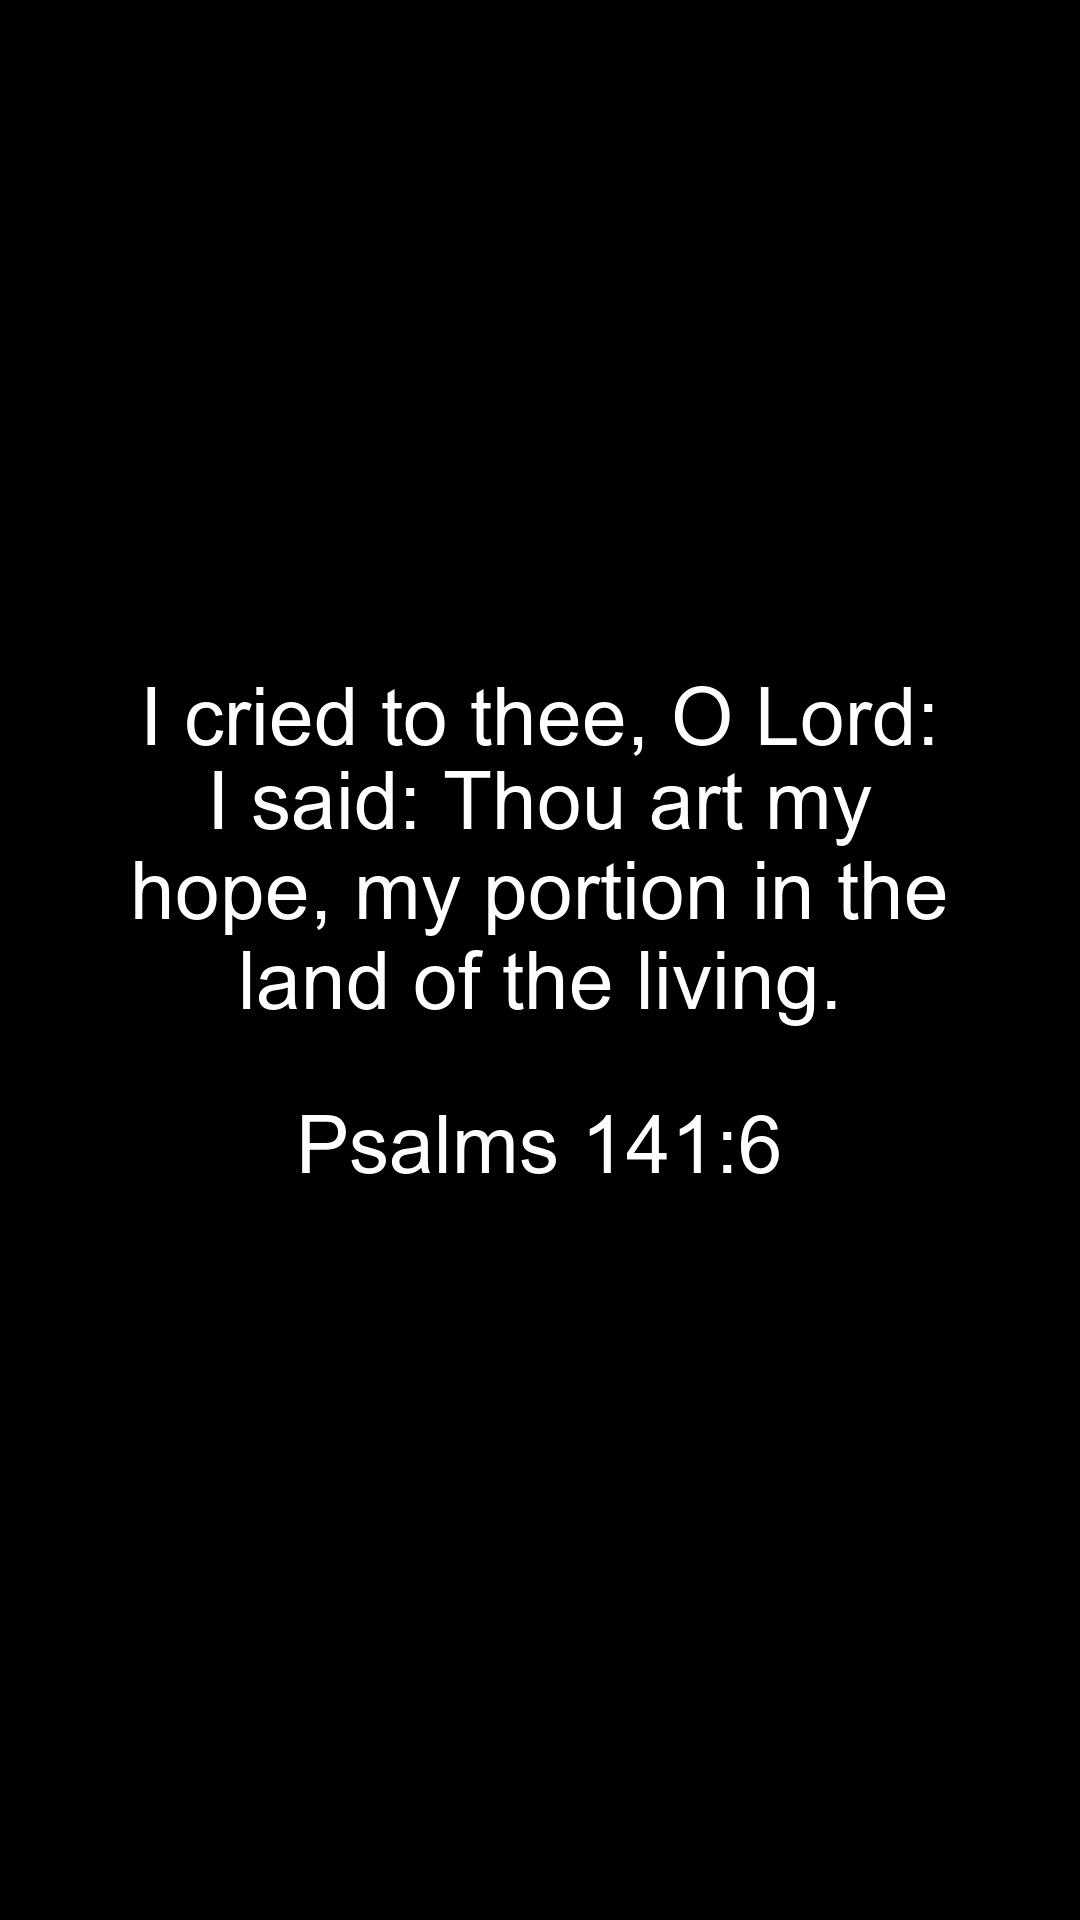 I cried to thee, O Lord:
I said: Thou art my
hope, my portion in the
land of the living.
Psalms 141:6